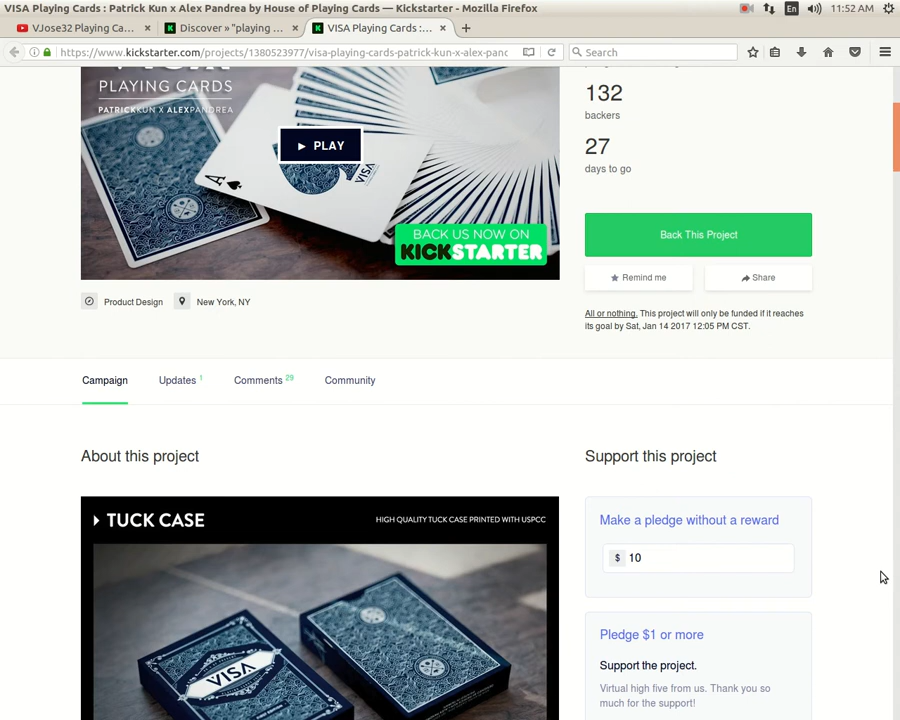 VISA Playing Cards : Patrick Kun x Alex Pandrea by House of Playing Cards — Kickstarter - Mozilla Firefox
En
11:52 AM
VJose32 Playing Ca...
Discover » "playing ...
VISA Playing Cards :...
https://www.kickstarter.com/projects/1380523977/visa-playing-cards-patrick-kun-x-alex-panc
Search
PLAYING CARDS
PATRICKKUN X ALEXPANDREA
PLAY
A
VISA
BACK US NOW ON
KICKSTARTER
132
backers
27
days to go
Back This Project
Remind me
Share
All or nothing. This project will only be funded if it reaches
its goal by Sat, Jan 14 2017 12:05 PM CST.
Product Design
New York, NY
Campaign
Updates 1
Comments 29
Community
About this project
Support this project
TUCK CASE
HIGH QUALITY TUCK CASE PRINTED WITH USPCC
VISA
Make a pledge without a reward
$ 10
Pledge $1 or more
Support the project.
Virtual high five from us. Thank you so
much for the support!